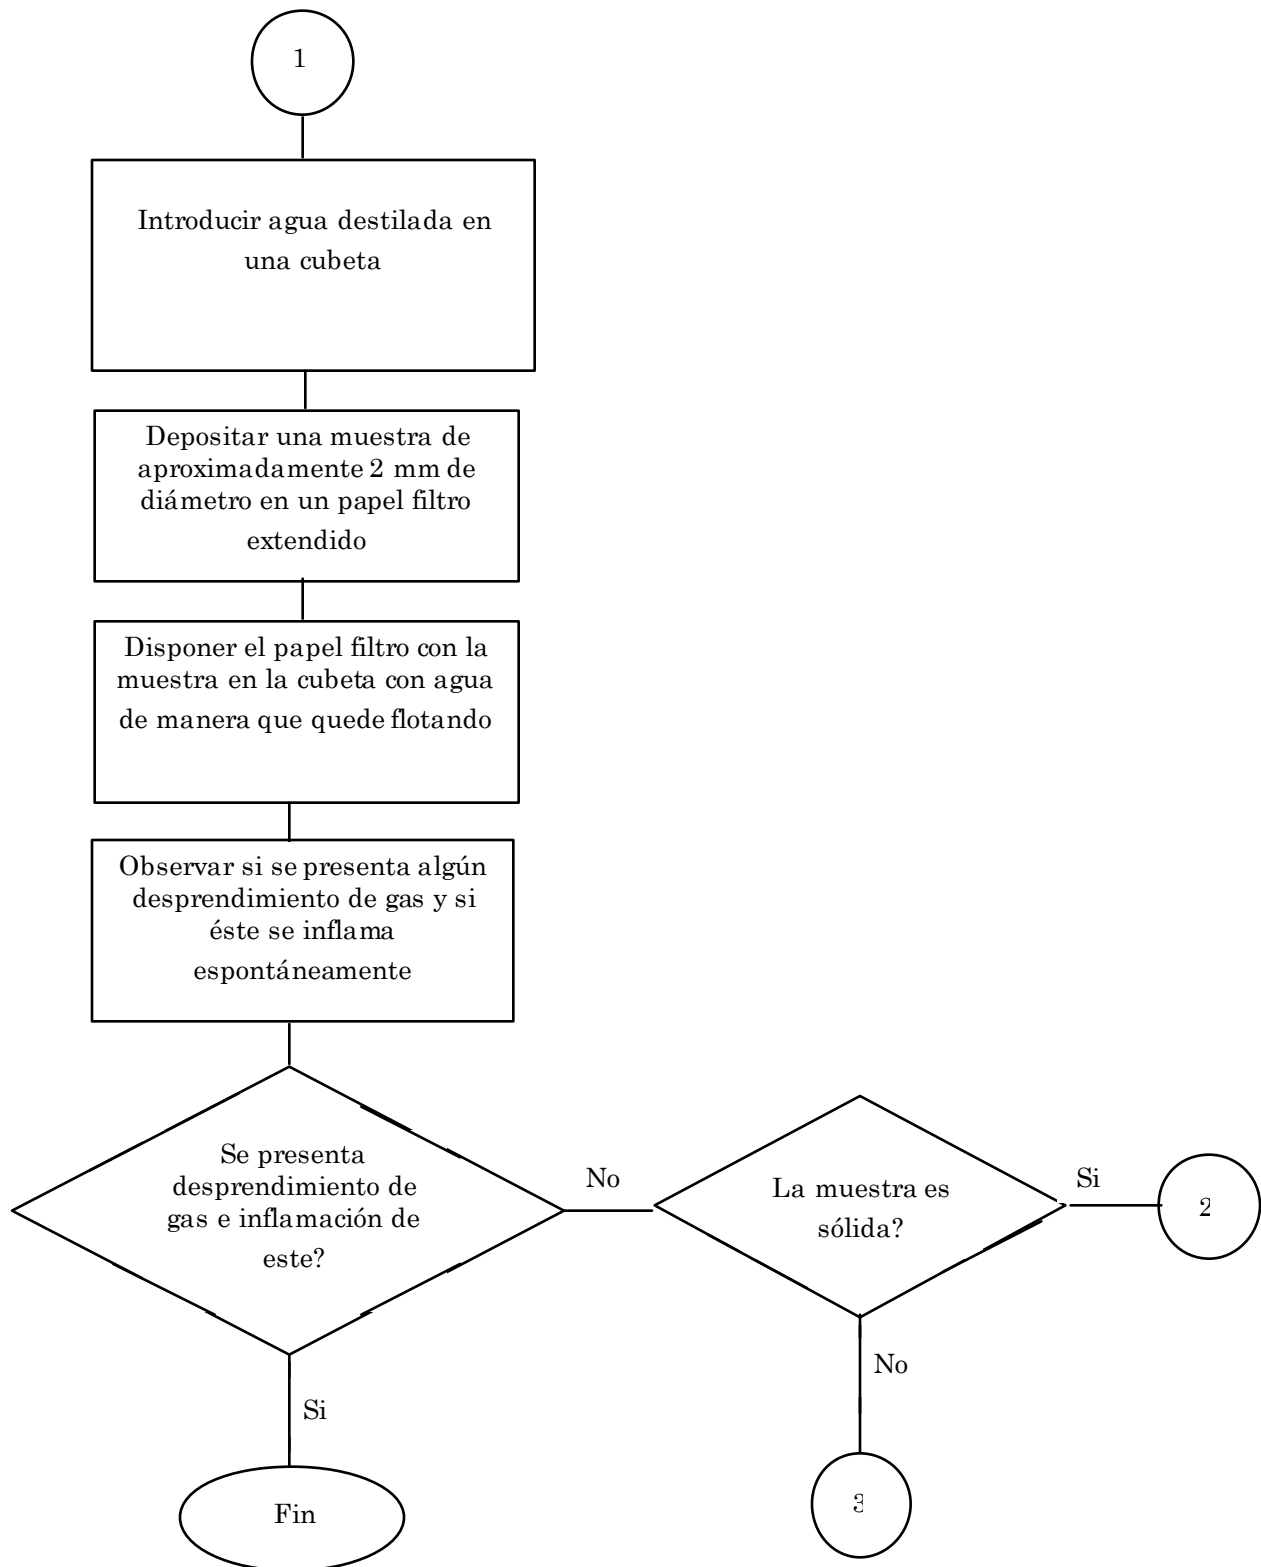 1
Introducir agua destilada en
una cubeta
Depositar una muestra de
aproximadamente 2 mm de
diámetro en un papel filtro
extendido
Disponer el papel filtro con la
muestra en la cubeta con agua
de manera que quede flotando
Observar si se presenta algún
desprendimiento de gas y si
éste se inflama
espontáneamente
Se presenta
desprendimiento de
gas e inflamación de
este?
No
La muestra es
sólida?
Si
2
No
3
Si
Fin